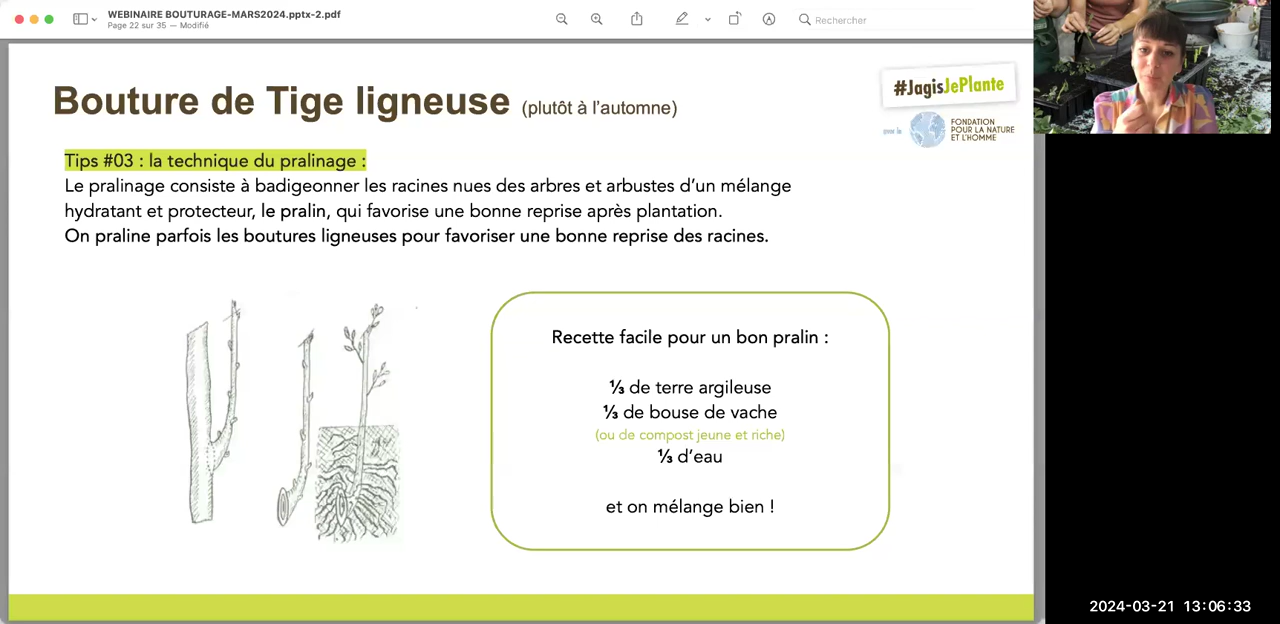 WEBINAIRE BOUTURAGE-MARS2024.pptx-2.pdf
Page 22 sur 35 — Modifié
Rechercher
Bouture de Tige ligneuse (plutôt à l'automne)
#JagisJePlante
avec la
FONDATION
POUR LA NATURE
ET L'HOMME
Tips #03 : la technique du pralinage :
Le pralinage consiste à badigeonner les racines nues des arbres et arbustes d'un mélange
hydratant et protecteur, le pralin, qui favorise une bonne reprise après plantation.
On praline parfois les boutures ligneuses pour favoriser une bonne reprise des racines.
Recette facile pour un bon pralin :
⅓ de terre argileuse
⅓ de bouse de vache
(ou de compost jeune et riche)
⅓ d'eau
et on mélange bien !
2024-03-21 13:06:33